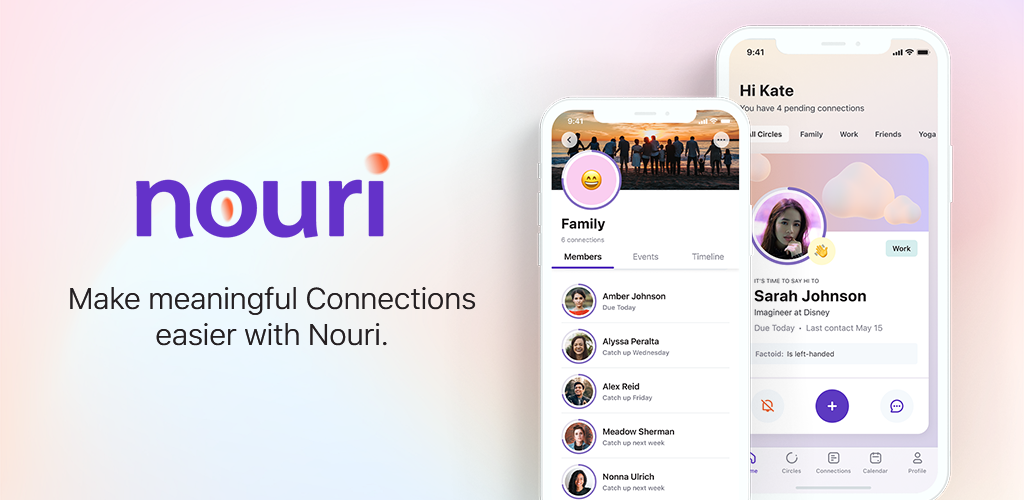 nouri
Make meaningful Connections
easier with Nouri.
9:41
Family
6 connections
Members Events Timeline
Amber Johnson
Due Today
Alyssa Peralta
Catch up Wednesday
Alex Reid
Catch up Friday
Meadow Sherman
Catch up next week
Nonna Ulrich
Catch up next week
9:41
Hi Kate
You have 4 pending connections
All Circles Family Work Friends Yoga
Work
IT'S TIME TO SAY HI TO
Sarah Johnson
Imagineer at Disney
Due Today • Last contact May 15
Factoid: Is left-handed
me Circles Connections Calendar Profile